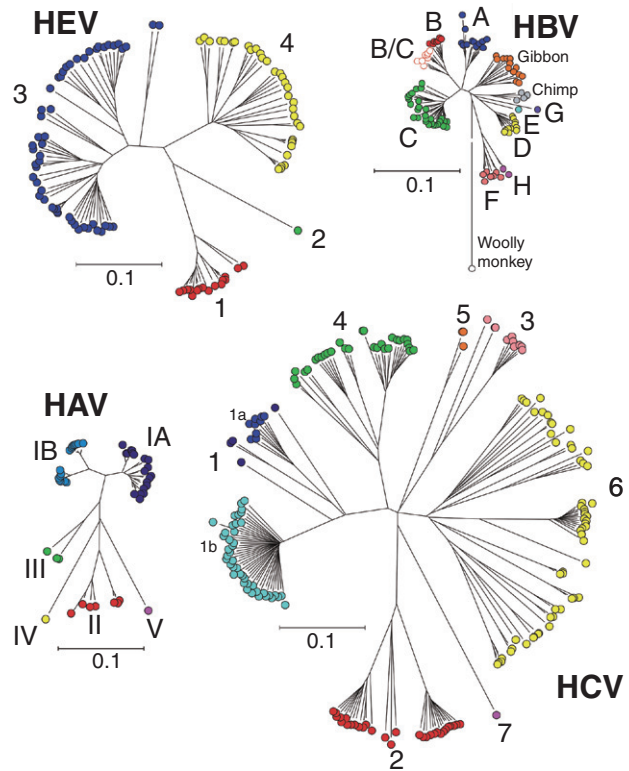 HEV
3
4
2
1
0.1
HBV
B
A
B/C
Gibbon
Chimp
G
E
D
C
H
F
0.1
Woolly
monkey
HAV
IB
IA
III
IV
II
V
0.1
4
5
3
1a
1
6
1b
0.1
2
7
HCV